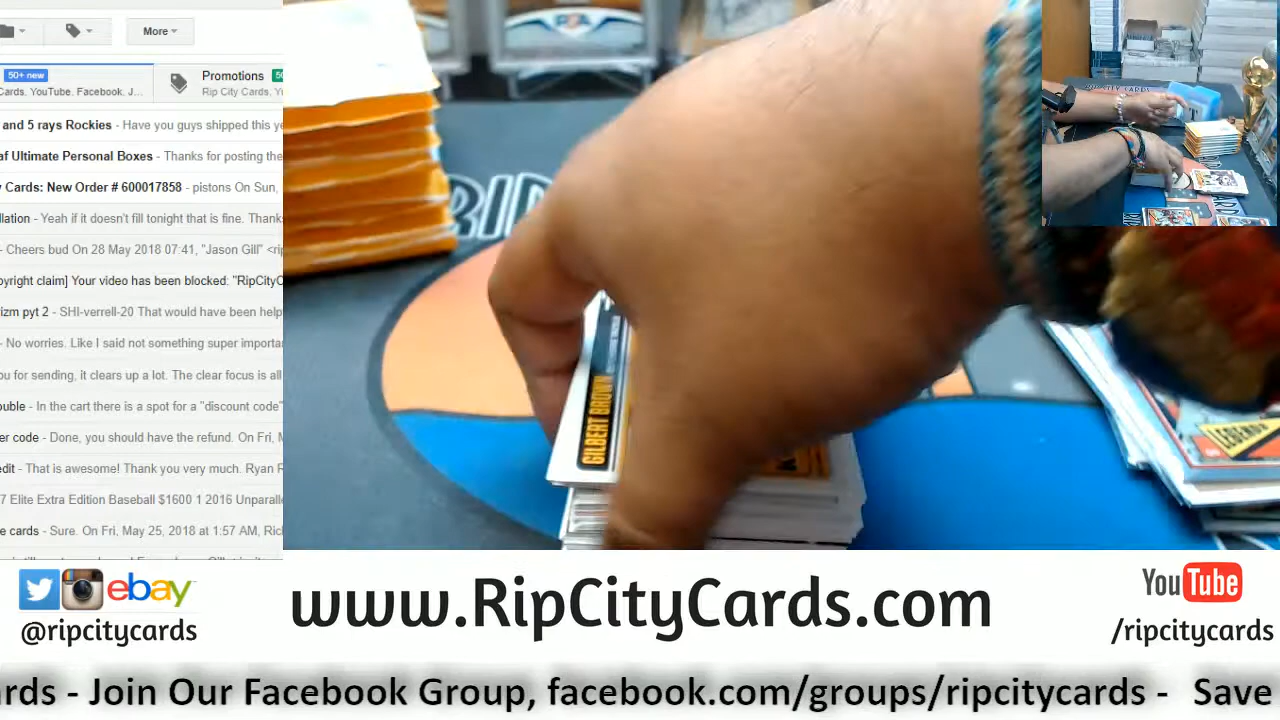 More
50+ new
Cards. YouTube. Facebook. J...
Promotions
Rip City Cards. Y
and 5 rays Rockies - Have you guys shipped this ye
af Ultimate Personal Boxes - Thanks for posting the
y Cards: New Order # 600017858 - pistons On Sun,
llation - Yeah if it doesn't fill tonight that is fine. Thank
- Cheers bud On 28 May 2018 07:41, "Jason Gill" <rip
pyright claim] Your video has been blocked: "RipCityC
izm pyt 2 - SHI-verrell-20 That would have been help
- No worries. Like I said not something super importa
ou for sending, it clears up a lot. The clear focus is all
ouble - In the cart there is a spot for a "discount code"
er code - Done, you should have the refund. On Fri, M
edit - That is awesome! Thank you very much. Ryan R
7 Elite Extra Edition Baseball $1600 1 2016 Unparalle
e cards - Sure. On Fri, May 25, 2018 at 1:57 AM, Ric
PSA
RIP
GILBERT BROWN
LEGENDS
RIP CITY CARDS
ebay
@ripcitycards
www.RipCityCards.com
YouTube
/ripcitycards
ards - Join Our Facebook Group, facebook.com/groups/ripcitycards - Save